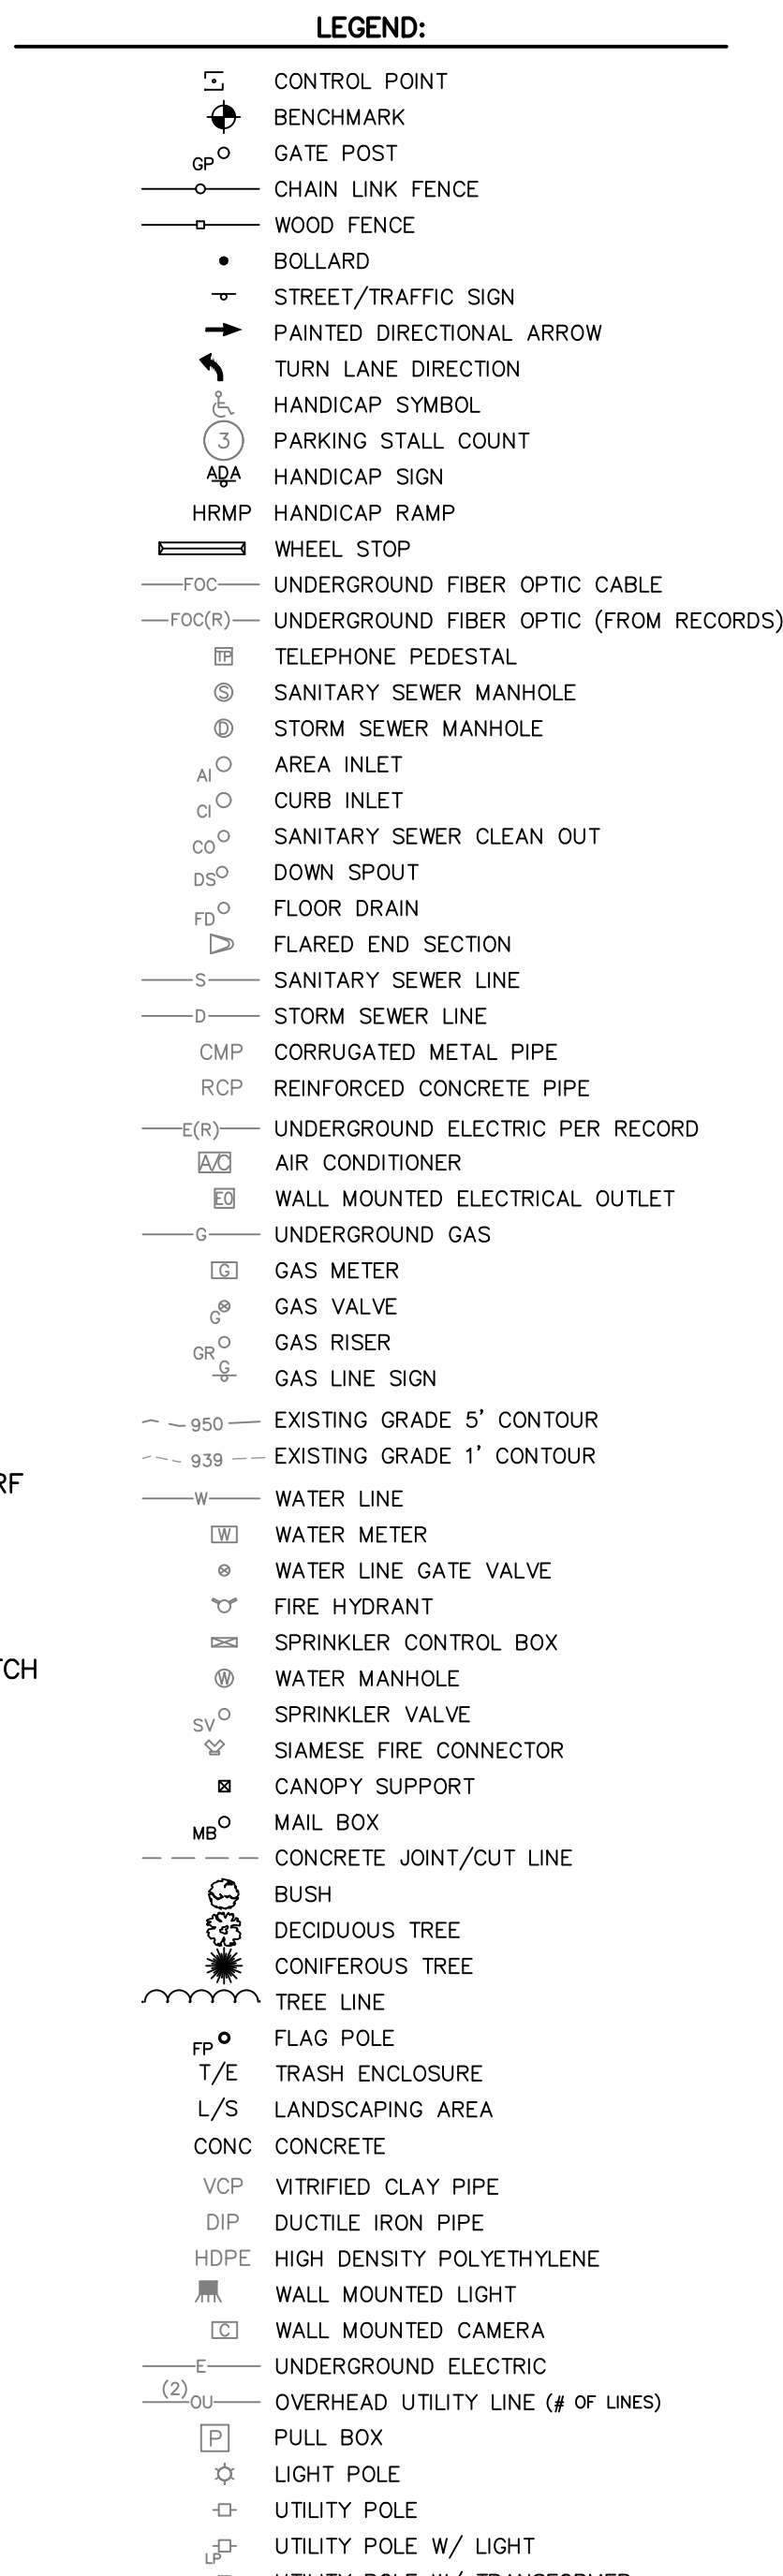 LEGEND:
CONTROL POINT
BENCHMARK
GP GATE POST
CHAIN LINK FENCE
WOOD FENCE
BOLLARD
STREET/TRAFFIC SIGN
PAINTED DIRECTIONAL ARROW
TURN LANE DIRECTION
HANDICAP SYMBOL
3 PARKING STALL COUNT
ADA HANDICAP SIGN
HRMP HANDICAP RAMP
WHEEL STOP
FOC UNDERGROUND FIBER OPTIC CABLE
FOC(R) UNDERGROUND FIBER OPTIC (FROM RECORDS)
TP TELEPHONE PEDESTAL
S SANITARY SEWER MANHOLE
D STORM SEWER MANHOLE
AI AREA INLET
CI CURB INLET
CO SANITARY SEWER CLEAN OUT
DS DOWN SPOUT
FD FLOOR DRAIN
FLARED END SECTION
S SANITARY SEWER LINE
D STORM SEWER LINE
CMP CORRUGATED METAL PIPE
RCP REINFORCED CONCRETE PIPE
E(R) UNDERGROUND ELECTRIC PER RECORD
A/C AIR CONDITIONER
EO WALL MOUNTED ELECTRICAL OUTLET
G UNDERGROUND GAS
G GAS METER
G GAS VALVE
GR GAS RISER
G GAS LINE SIGN
950 EXISTING GRADE 5' CONTOUR
939 EXISTING GRADE 1' CONTOUR
RF
W WATER LINE
W WATER METER
WATER LINE GATE VALVE
FIRE HYDRANT
SPRINKLER CONTROL BOX
TCH
W WATER MANHOLE
SV SPRINKLER VALVE
SIAMESE FIRE CONNECTOR
CANOPY SUPPORT
MB MAIL BOX
CONCRETE JOINT/CUT LINE
BUSH
DECIDUOUS TREE
CONIFEROUS TREE
TREE LINE
FP FLAG POLE
T/E TRASH ENCLOSURE
L/S LANDSCAPING AREA
CONC CONCRETE
VCP VITRIFIED CLAY PIPE
DIP DUCTILE IRON PIPE
HDPE HIGH DENSITY POLYETHYLENE
WALL MOUNTED LIGHT
C WALL MOUNTED CAMERA
E UNDERGROUND ELECTRIC
(2) OU OVERHEAD UTILITY LINE (# OF LINES)
P PULL BOX
LIGHT POLE
UTILITY POLE
LP UTILITY POLE W/ LIGHT
UTILITY POLE W/ TRANSFORMER